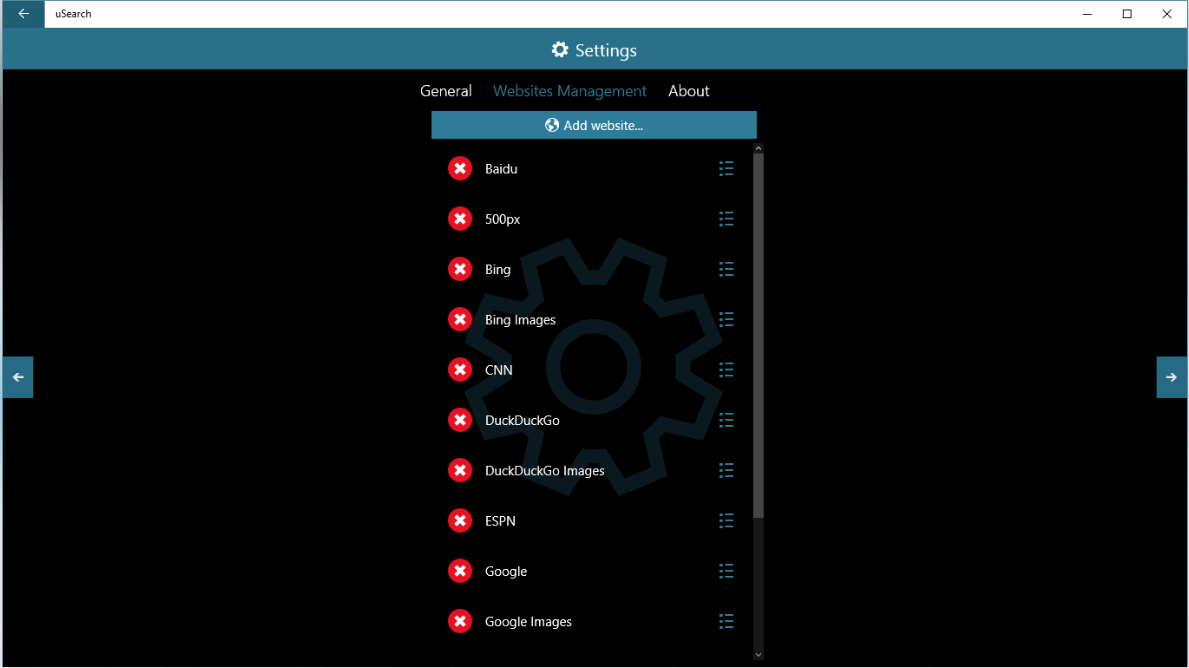 uSearch
Settings
General Websites Management About
Add website...
Baidu
500px
Bing
Bing Images
CNN
DuckDuckGo
DuckDuckGo Images
ESPN
Google
Google Images